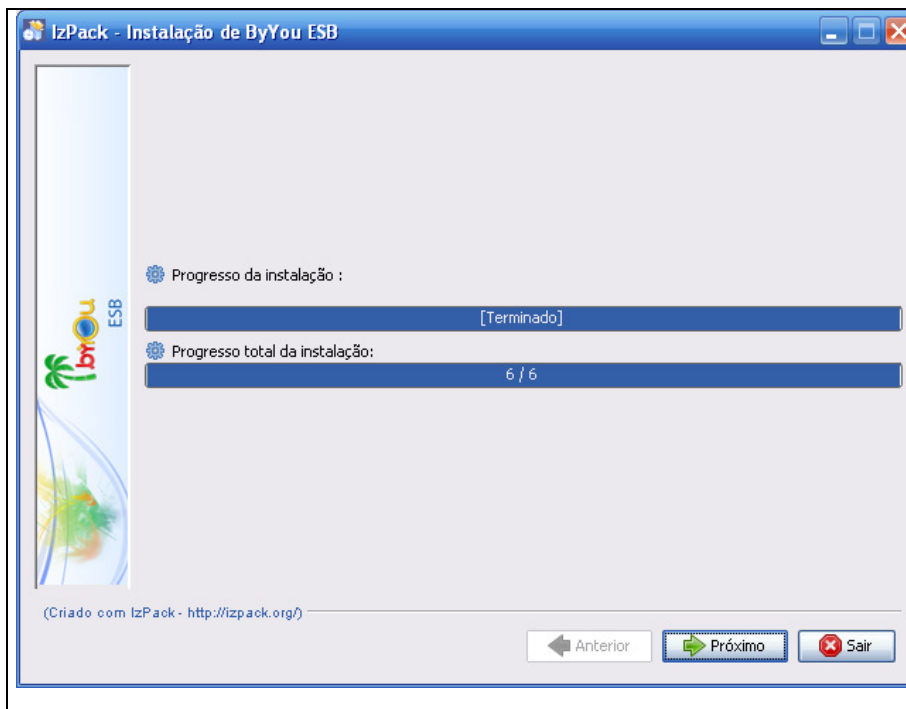 IzPack - Instalação de ByYou ESB
Progresso da instalação :
[Terminado]
Progresso total da instalação:
6 / 6
byYou
ESB
(Criado com IzPack - http://izpack.org/)
Anterior
Próximo
Sair